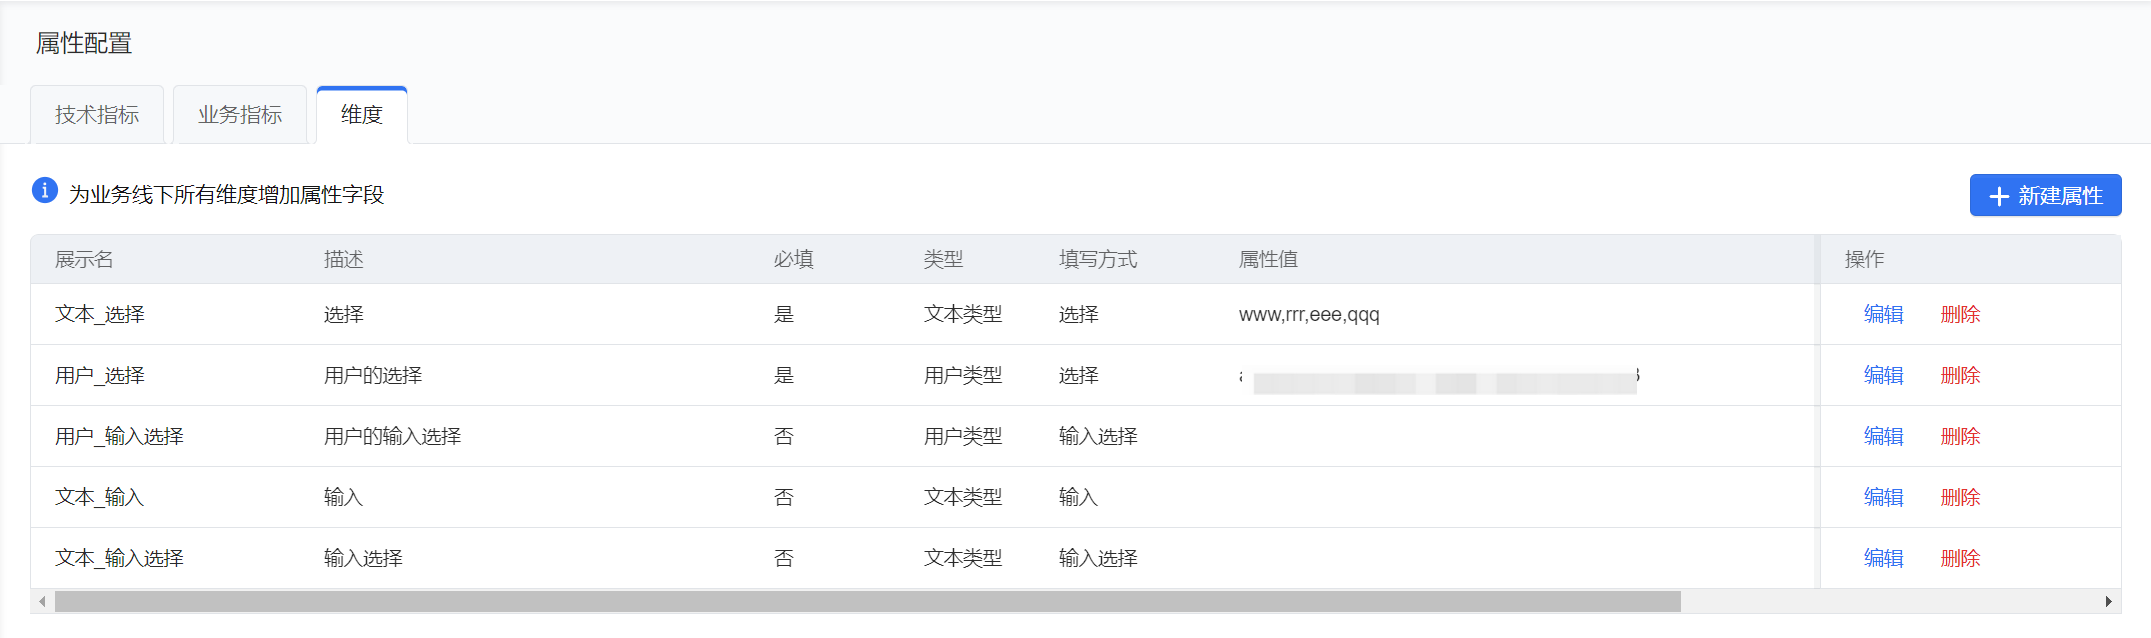 属性配置
技术指标 业务指标 维度
为业务线下所有维度增加属性字段 新建属性
展示名 描述 必填 类型 填写方式 属性值 操作
文本_选择 选择 是 文本类型 选择 www,rrr,eee,qqq 编辑 删除
用户_选择 用户的选择 是 用户类型 选择 编辑 删除
用户_输入选择 用户的输入选择 否 用户类型 输入选择 编辑 删除
文本_输入 输入 否 文本类型 输入 编辑 删除
文本_输入选择 输入选择 否 文本类型 输入选择 编辑 删除